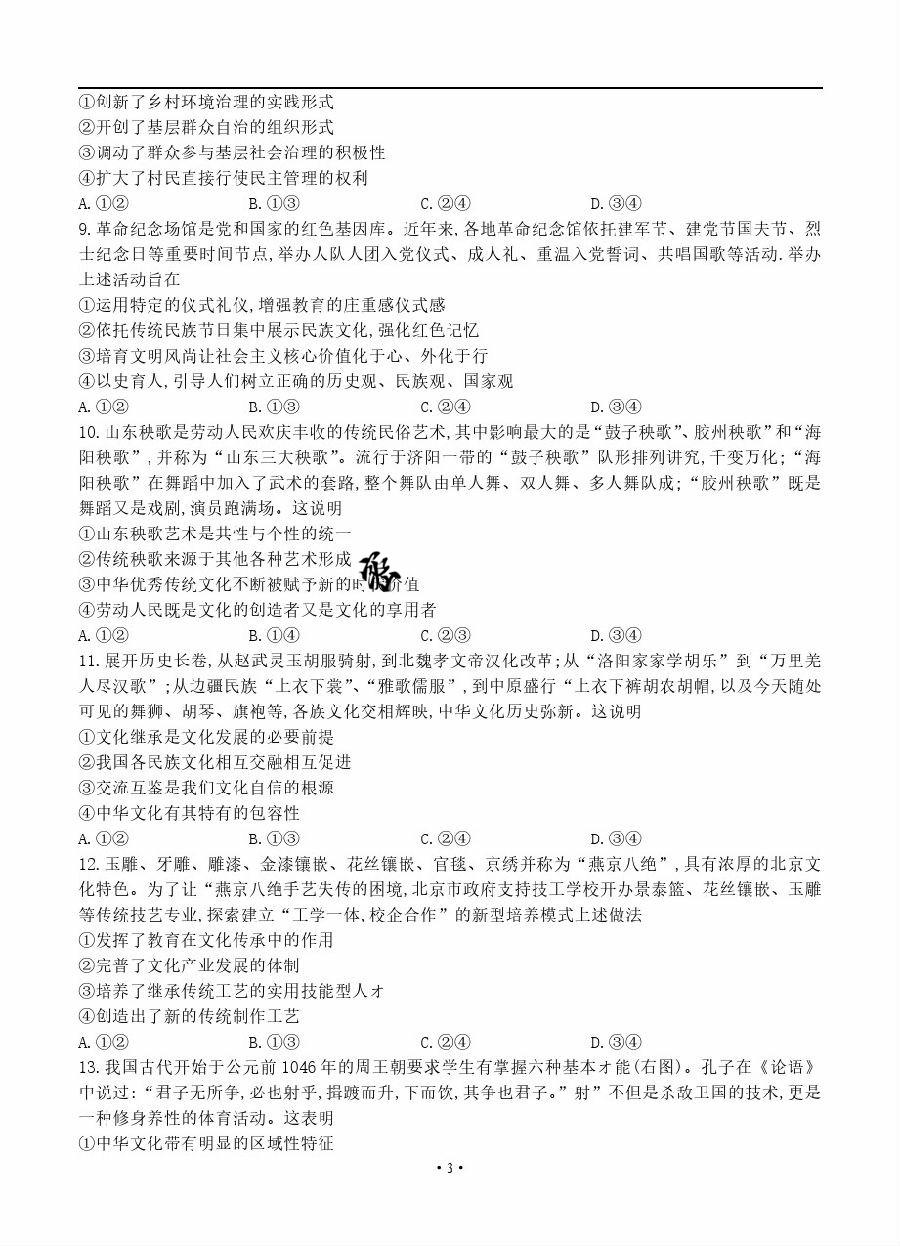 ①创新了乡村环境治理的实践形式
②开创了基层群众自治的组织形式
③调动了群众参与基层社会治理的积极性
④扩大了村民直接行使民主管理的权利
A.①② B.①③ C.②④ D.③④
9.革命纪念场馆是党和国家的红色基因库。近年来,各地革命纪念馆依托建军节、建党节国夫节、烈
士纪念日等重要时间节点,举办人队人团入党仪式、成人礼、重温入党誓词、共唱国歌等活动.举办
上述活动旨在
①运用特定的仪式礼仪,增强教育的庄重感仪式感
②依托传统民族节日集中展示民族文化,强化红色记忆
③培育文明风尚让社会主义核心价值化于心、外化于行
④以史育人,引导人们树立正确的历史观、民族观、国家观
A.①② B.①③ C.②④ D.③④
10.山东秧歌是劳动人民欢庆丰收的传统民俗艺术,其中影响最大的是“鼓子秧歌”、胶州秧歌”和“海
阳秧歌”,并称为“山东三大秧歌”。流行于济阳一带的“鼓子秧歌”队形排列讲究,千变万化;“海
阳秧歌”在舞蹈中加入了武术的套路,整个舞队由单人舞、双人舞、多人舞队成;“胶州秧歌”既是
舞蹈又是戏剧,演员跑满场。这说明
①山东秧歌艺术是共性与个性的统一
②传统秧歌来源于其他各种艺术形成
③中华优秀传统文化不断被赋予新的时代价值
④劳动人民既是文化的创造者又是文化的享用者
A.①② B.①④ C.②③ D.③④
11.展开历史长卷,从赵武灵玉胡服骑射,到北魏孝文帝汉化改革;从“洛阳家家学胡乐”到“万里羌
人尽汉歌”;从边疆民族“上衣下裳”、“雅歌儒服”,到中原盛行“上衣下裤胡农胡帽,以及今天随处
可见的舞狮、胡琴、旗袍等,各族文化交相辉映,中华文化历史弥新。这说明
①文化继承是文化发展的必要前提
②我国各民族文化相互交融相相互促进
③交流互鉴是我们文化自信的根源
④中华文化有其特有的包容性
A.①② B.①③ C.②④ D.③④
12.玉雕、牙雕、雕漆、金漆镶嵌、花丝镶嵌、官毯、京绣并称为“燕京八绝”,具有浓厚的北京文
化特色。为了让“燕京八绝手艺失传的困境,北京市政府支持技工学校开办景泰篮、花丝镶嵌、玉雕
等传统技艺专业,探索建立“工学一体,校企合作”的新型培养模式上述做法
①发挥了教育在文化传承中的作用
②完普了文化产业发展的体制
③培养了继承传统工艺的实用技能型人才
④创造出了新的传统制作工艺
A.①② B.①③ C.②④ D.③④
13.我国古代开始于公元前1046年的周王朝要求学生有掌握六种基本才能(右图)。孔子在《论语》
中说过:“君子无所争,必也射乎,揖踱而升,下而饮,其争也君子。”射”不但是杀敌工国的技术,更是
一种修身养性的体育活动。这表明
①中华文化带有明显的区域性特征
·3·